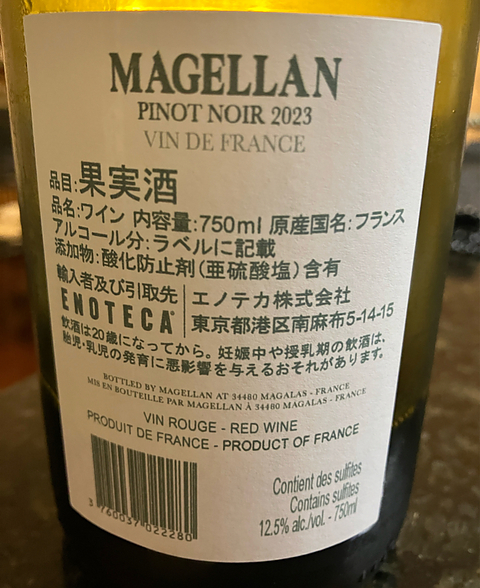 MAGELLAN
PINOT NOIR 2023
VIN DE FRANCE
品目:果実酒
品名:ワイン 内容量:750ml 原産国名:フランス
アルコール分:ラベルに記載
添加物:酸化防止剤(亜硫酸塩)含有
輸入者及び引取先
ENOTECA
エノテカ株式会社
東京都港区南麻布5-14-15
飲酒は20歳になってから。妊娠中や授乳期の飲酒は、
胎児・乳児の発育に悪影響を与えるおそれがあります。
BOTTLED BY MAGELLAN AT 34480 MAGALAS - FRANCE
MIS EN BOUTEILLE PAR MAGELLAN À 34480 MAGALAS - FRANCE
VIN ROUGE - RED WINE
PRODUIT DE FRANCE - PRODUCT OF FRANCE
3 760037 022280
Contient des sulfites
Contains sulfites
12.5% alc./vol. - 750ml